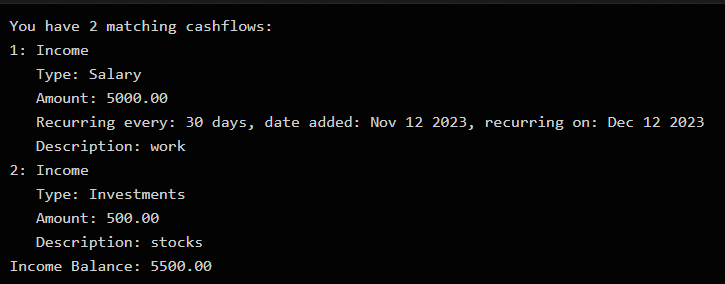 You have 2 matching cashflows:
1: Income
   Type: Salary
   Amount: 5000.00
   Recurring every: 30 days, date added: Nov 12 2023, recurring on: Dec 12 2023
   Description: work
2: Income
   Type: Investments
   Amount: 500.00
   Description: stocks
Income Balance: 5500.00